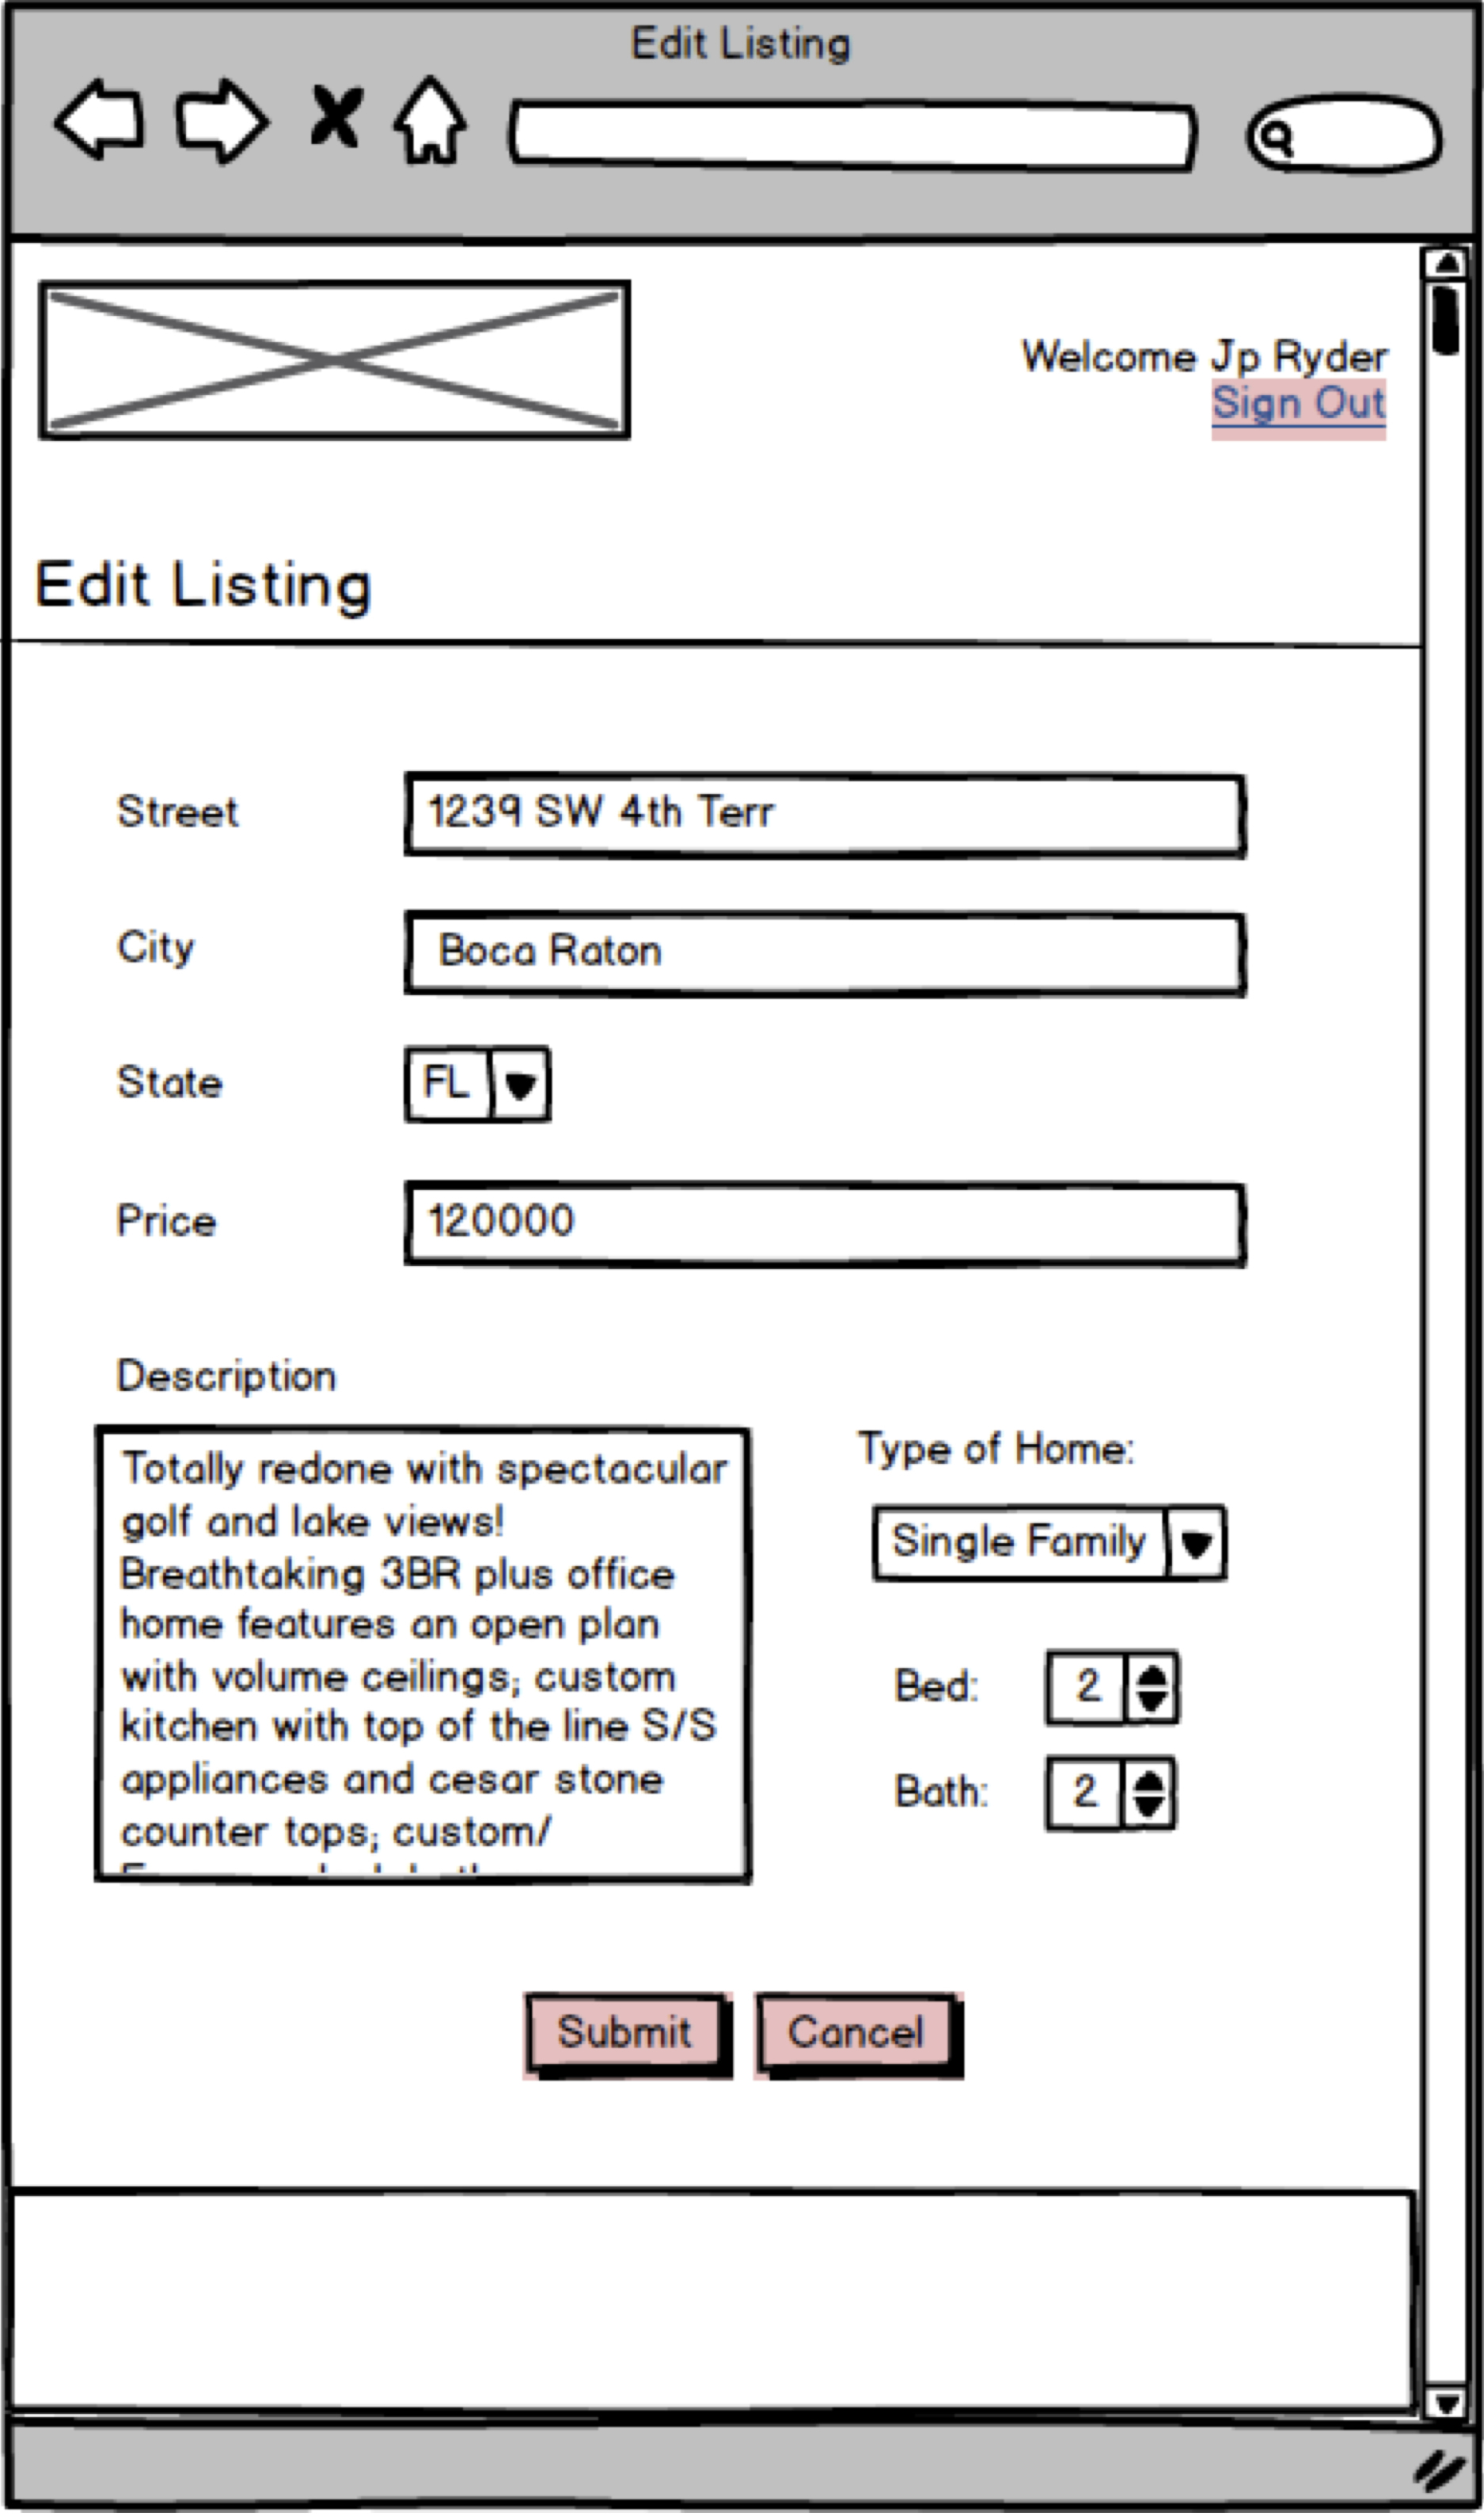 Edit Listing
Welcome Jp Ryder
Sign Out
Edit Listing
Street
1239 SW 4th Terr
City
Boca Raton
State
FL
Price
120000
Description
Totally redone with spectacular
golf and lake views!
Breathtaking 3BR plus office
home features an open plan
with volume ceilings; custom
kitchen with top of the line S/S
appliances and cesar stone
counter tops; custom/
Type of Home:
Single Family
Bed: 2
Bath: 2
Submit Cancel